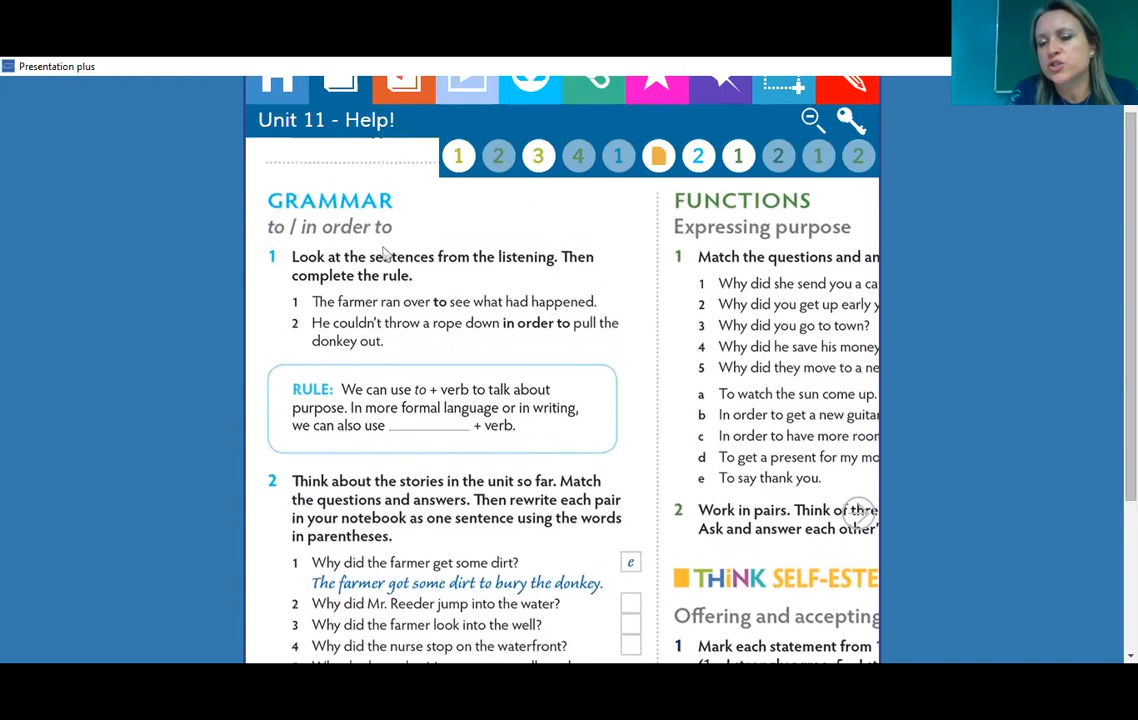 Presentation plus
Unit 11 - Help!
1 2 3 4 1 2 1 2 1 2
GRAMMAR
to / in order to
1 Look at the sentences from the listening. Then
complete the rule.
1 The farmer ran over to see what had happened.
2 He couldn't throw a rope down in order to pull the
donkey out.
RULE: We can use to + verb to talk about
purpose. In more formal language or in writing,
we can also use __________ + verb.
2 Think about the stories in the unit so far. Match
the questions and answers. Then rewrite each pair
in your notebook as one sentence using the words
in parentheses.
1 Why did the farmer get some dirt? e
The farmer got some dirt to bury the donkey.
2 Why did Mr. Reeder jump into the water?
3 Why did the farmer look into the well?
4 Why did the nurse stop on the waterfront?
FUNCTIONS
Expressing purpose
1 Match the questions and an
1 Why did she send you a ca
2 Why did you get up early y
3 Why did you go to town?
4 Why did he save his money
5 Why did they move to a ne
a To watch the sun come up.
b In order to get a new guitar
c In order to have more room
d To get a present for my mo
e To say thank you.
2 Work in pairs. Think of thre
Ask and answer each other'
THiNK SELF-ESTE
Offering and accepting
1 Mark each statement from